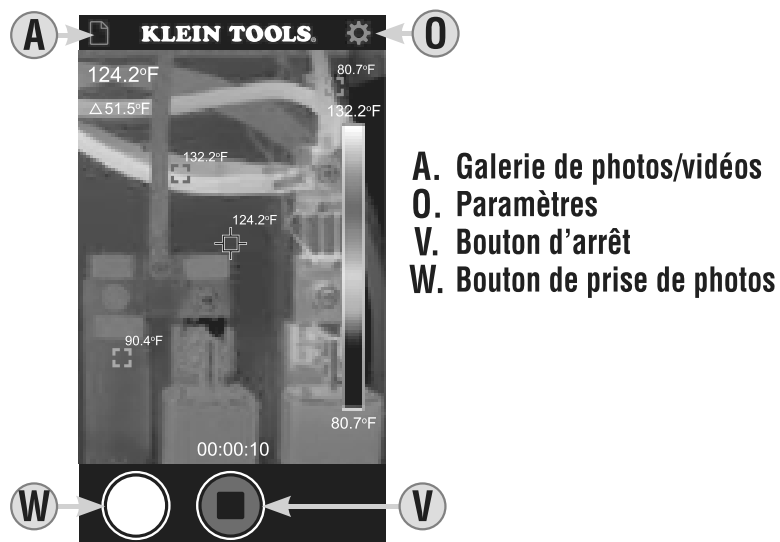 A
KLEIN TOOLS®
O
124.2°F
80.7°F
△51.5°F
132.2°F
132.2°F
124.2°F
90.4°F
80.7°F
00:00:10
W
V
A. Galerie de photos/vidéos
O. Paramètres
V. Bouton d'arrêt
W. Bouton de prise de photos